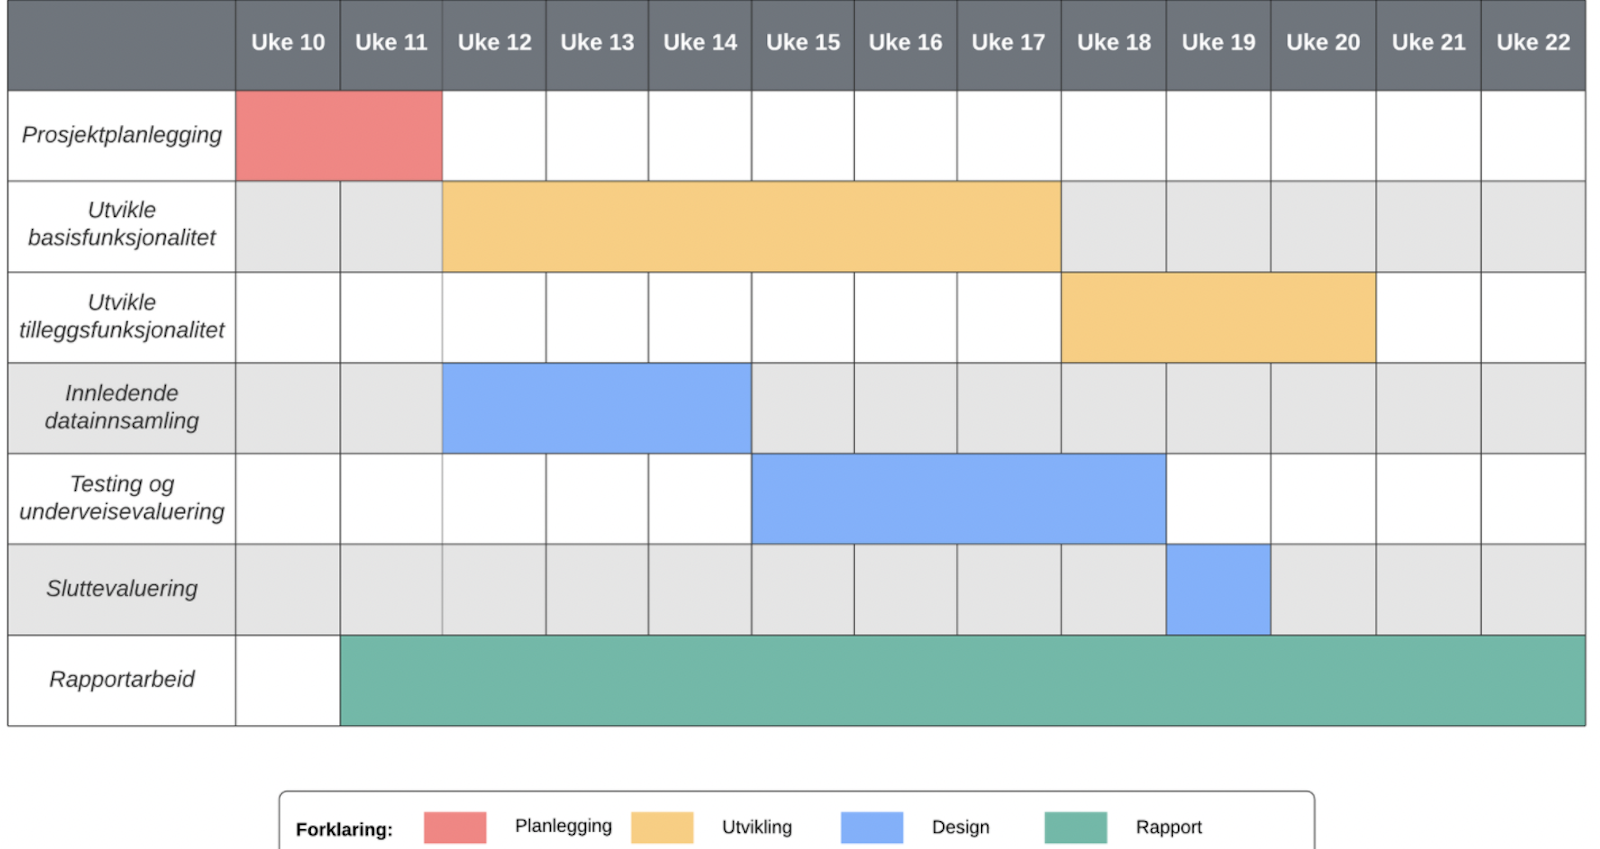 Uke 10 Uke 11 Uke 12 Uke 13 Uke 14 Uke 15 Uke 16 Uke 17 Uke 18 Uke 19 Uke 20 Uke 21 Uke 22
Prosjektplanlegging
Utvikle
basisfunksjonalitet
Utvikle
tilleggsfunksjonalitet
Innledende
datainnsamling
Testing og
underveisevaluering
Sluttevaluering
Rapportarbeid
Forklaring: Planlegging Utvikling Design Rapport